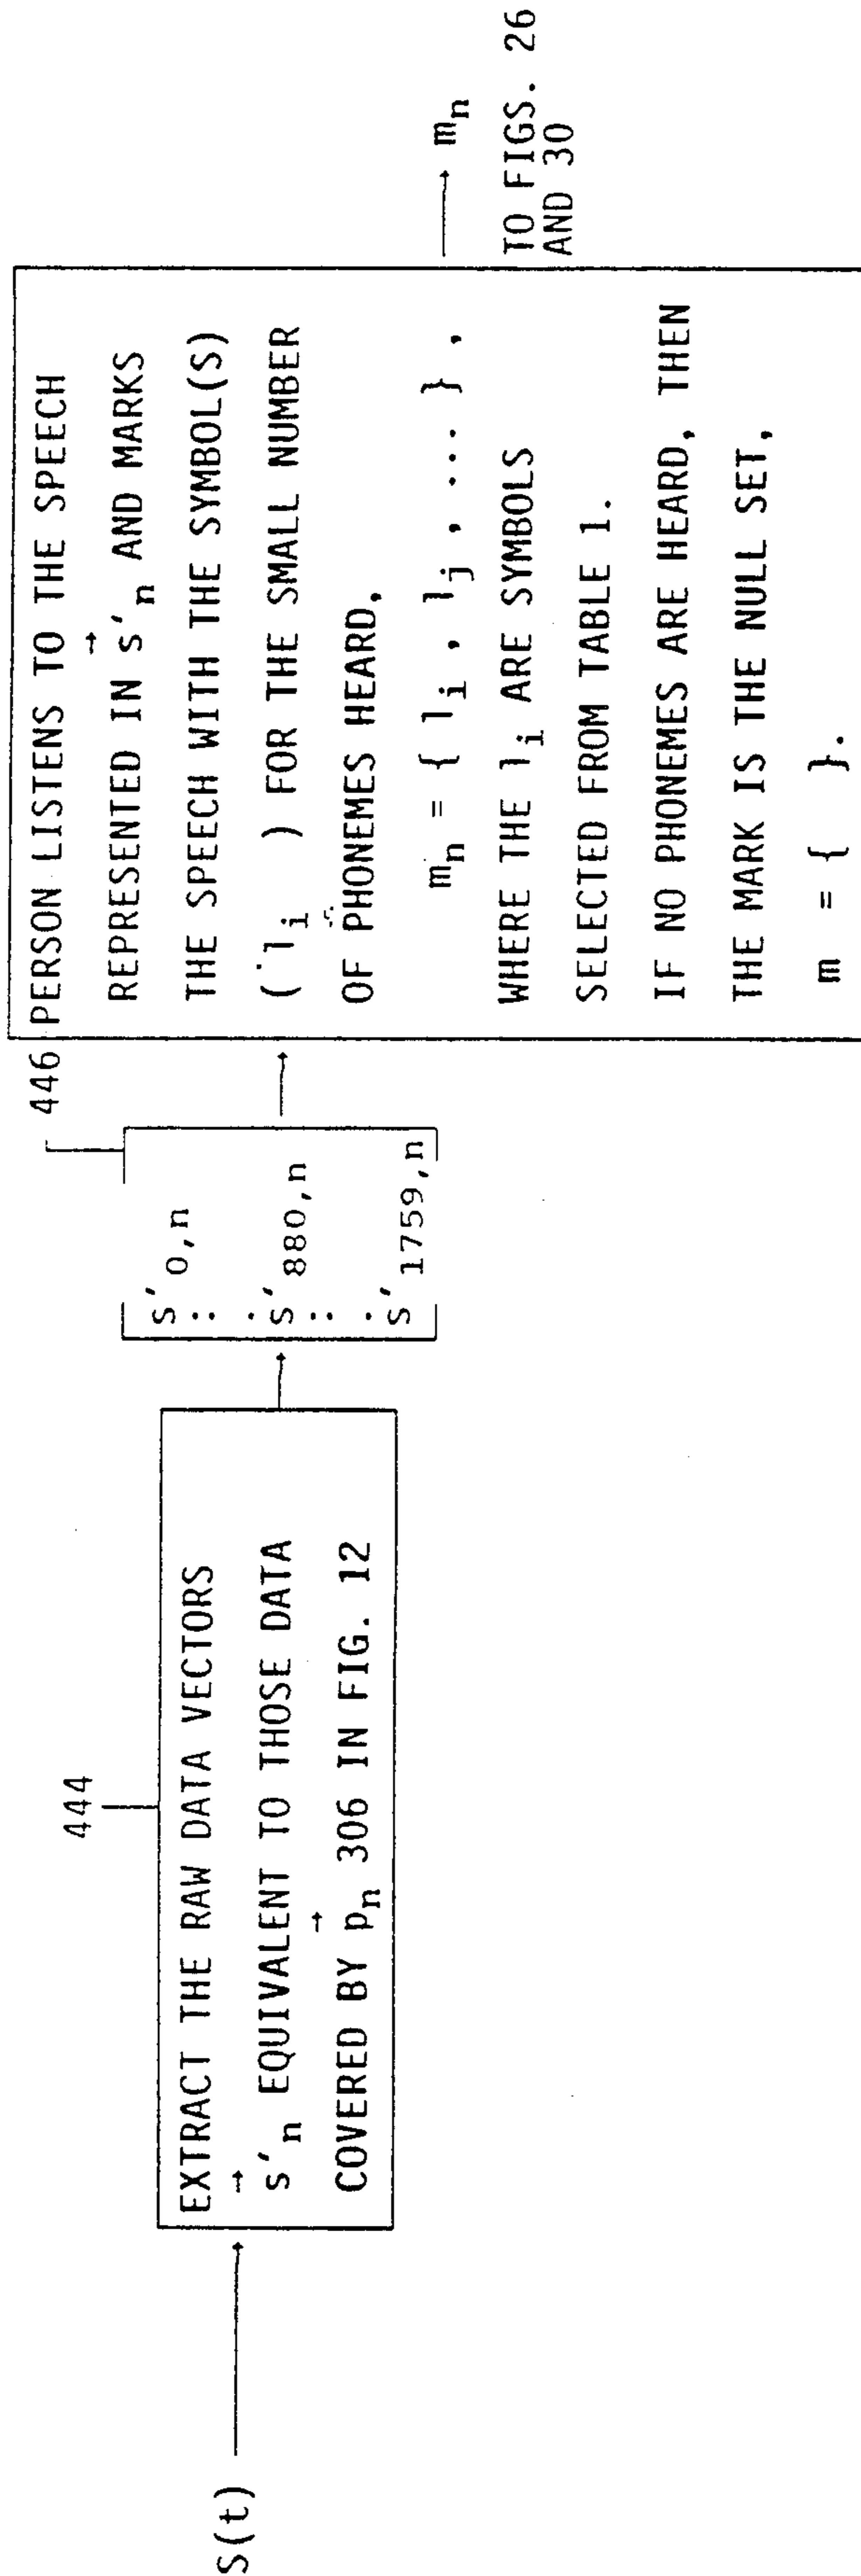 S(t)
444
EXTRACT THE RAW DATA VECTORS
s'n EQUIVALENT TO THOSE DATA
COVERED BY pn 306 IN FIG. 12
s'0,n
:
s'880,n
:
s'1759,n
446
PERSON LISTENS TO THE SPEECH
REPRESENTED IN s'n AND MARKS
THE SPEECH WITH THE SYMBOL(S)
( li ) FOR THE SMALL NUMBER
OF PHONEMES HEARD,
mn = { li , lj , ... } ,
WHERE THE li ARE SYMBOLS
SELECTED FROM TABLE 1.
IF NO PHONEMES ARE HEARD, THEN
THE MARK IS THE NULL SET,
m = { }.
mn
TO FIGS. 26
AND 30